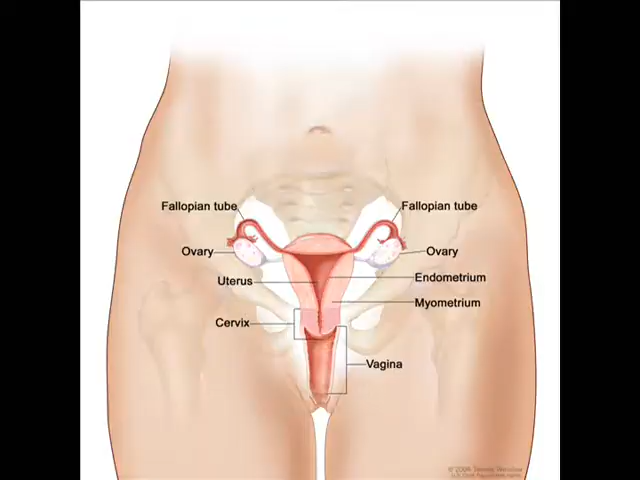 Fallopian tube
Fallopian tube
Ovary
Ovary
Uterus
Endometrium
Myometrium
Cervix
Vagina